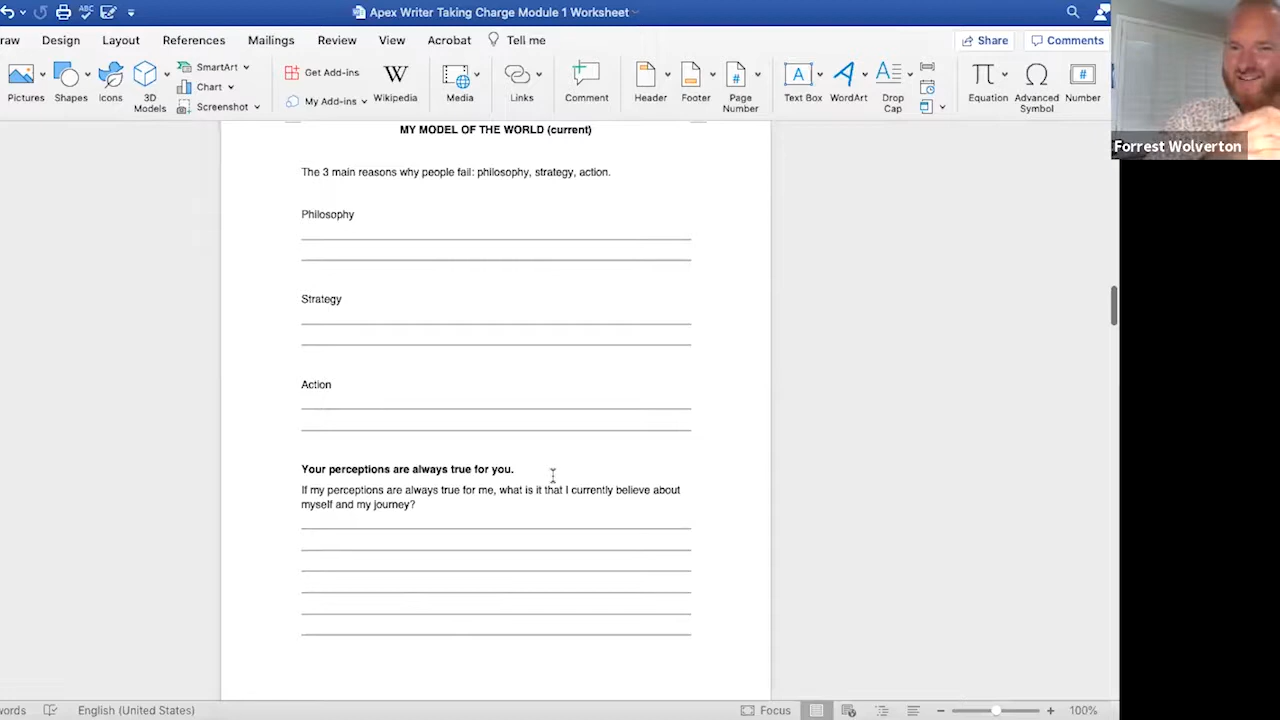 Apex Writer Taking Charge Module 1 Worksheet
raw Design Layout References Mailings Review View Acrobat Tell me Share Comments
Pictures Shapes Icons 3D Models SmartArt Chart Screenshot Get Add-ins My Add-ins Wikipedia Media Links Comment Header Footer Page Number Text Box WordArt Drop Cap Equation Advanced Symbol Number
Forrest Wolverton
MY MODEL OF THE WORLD (current)
The 3 main reasons why people fail: philosophy, strategy, action.
Philosophy
Strategy
Action
Your perceptions are always true for you.
If my perceptions are always true for me, what is it that I currently believe about
myself and my journey?
words English (United States) Focus 100%